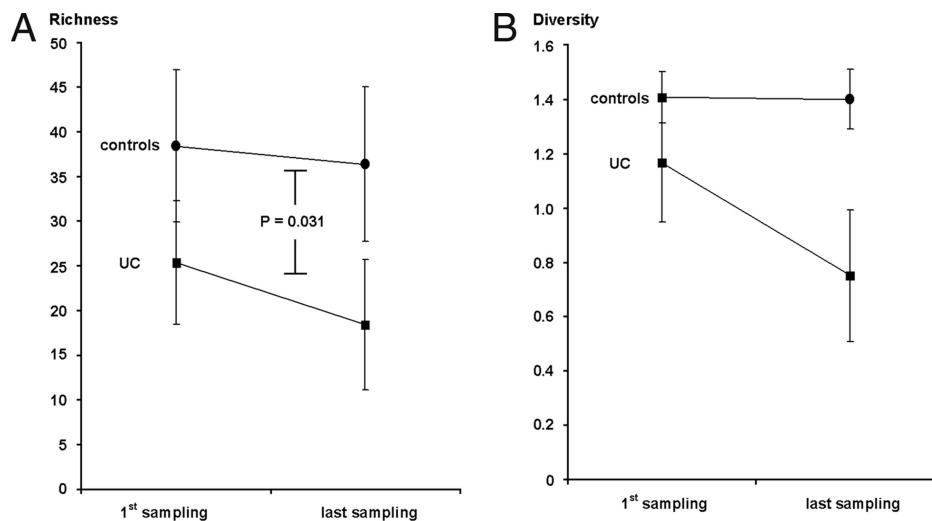 A
Richness
50
45
40
35
30
25
20
15
10
5
0
controls
UC
P = 0.031
1st sampling
last sampling
B
Diversity
1.6
1.4
1.2
1.0
0.8
0.6
0.4
0.2
0
controls
UC
1st sampling
last sampling